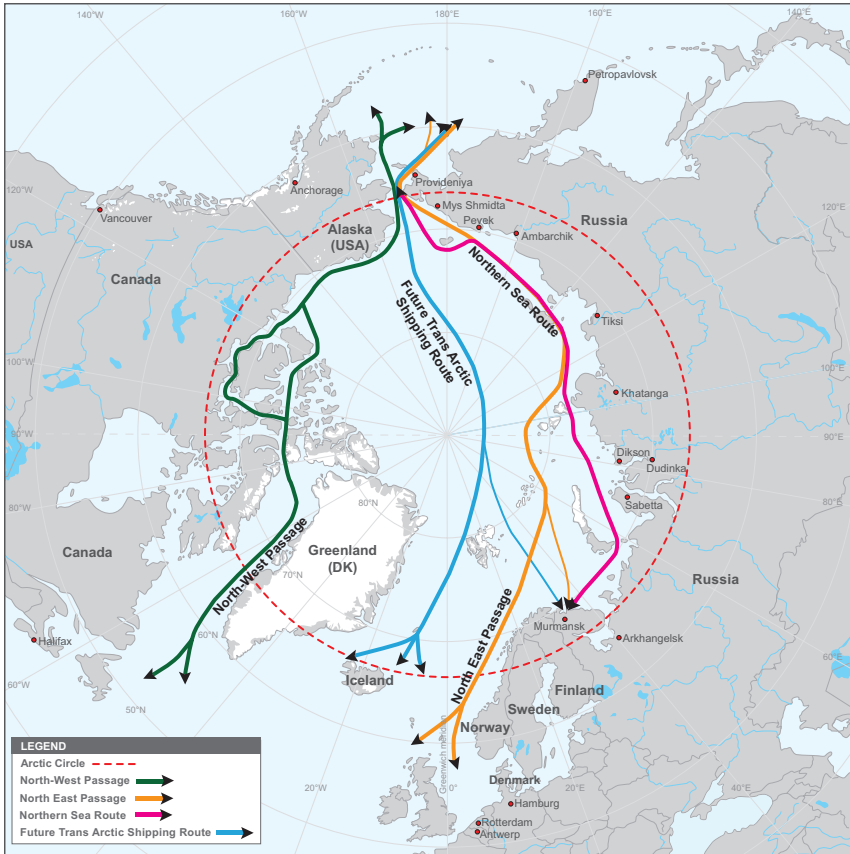 160°W
180°E
160°E
140°E
Petropavlovsk
Anchorage
Provideniya
120°W
Vancouver
Mys Shmidta
Pevek
Ambarchik
Russia
120°E
USA
Alaska
(USA)
Canada
Northern Sea Route
Future Trans Arctic
Shipping Route
Tiksi
100°W
Khatanga
90°W
90°E
Dikson
Dudinka
80°W
80°N
Sabetta
80°E
North-West Passage
Greenland
(DK)
Canada
70°N
Russia
North East Passage
Murmansk
60°N
Halifax
Arkhangelsk
60°E
60°W
Iceland
Finland
Sweden
50°N
Norway
Greenwich meridian
LEGEND
Arctic Circle
North-West Passage
North East Passage
Northern Sea Route
Future Trans Arctic Shipping Route
Denmark
20°W
0°E
20°E
40°E
Hamburg
Rotterdam
Antwerp